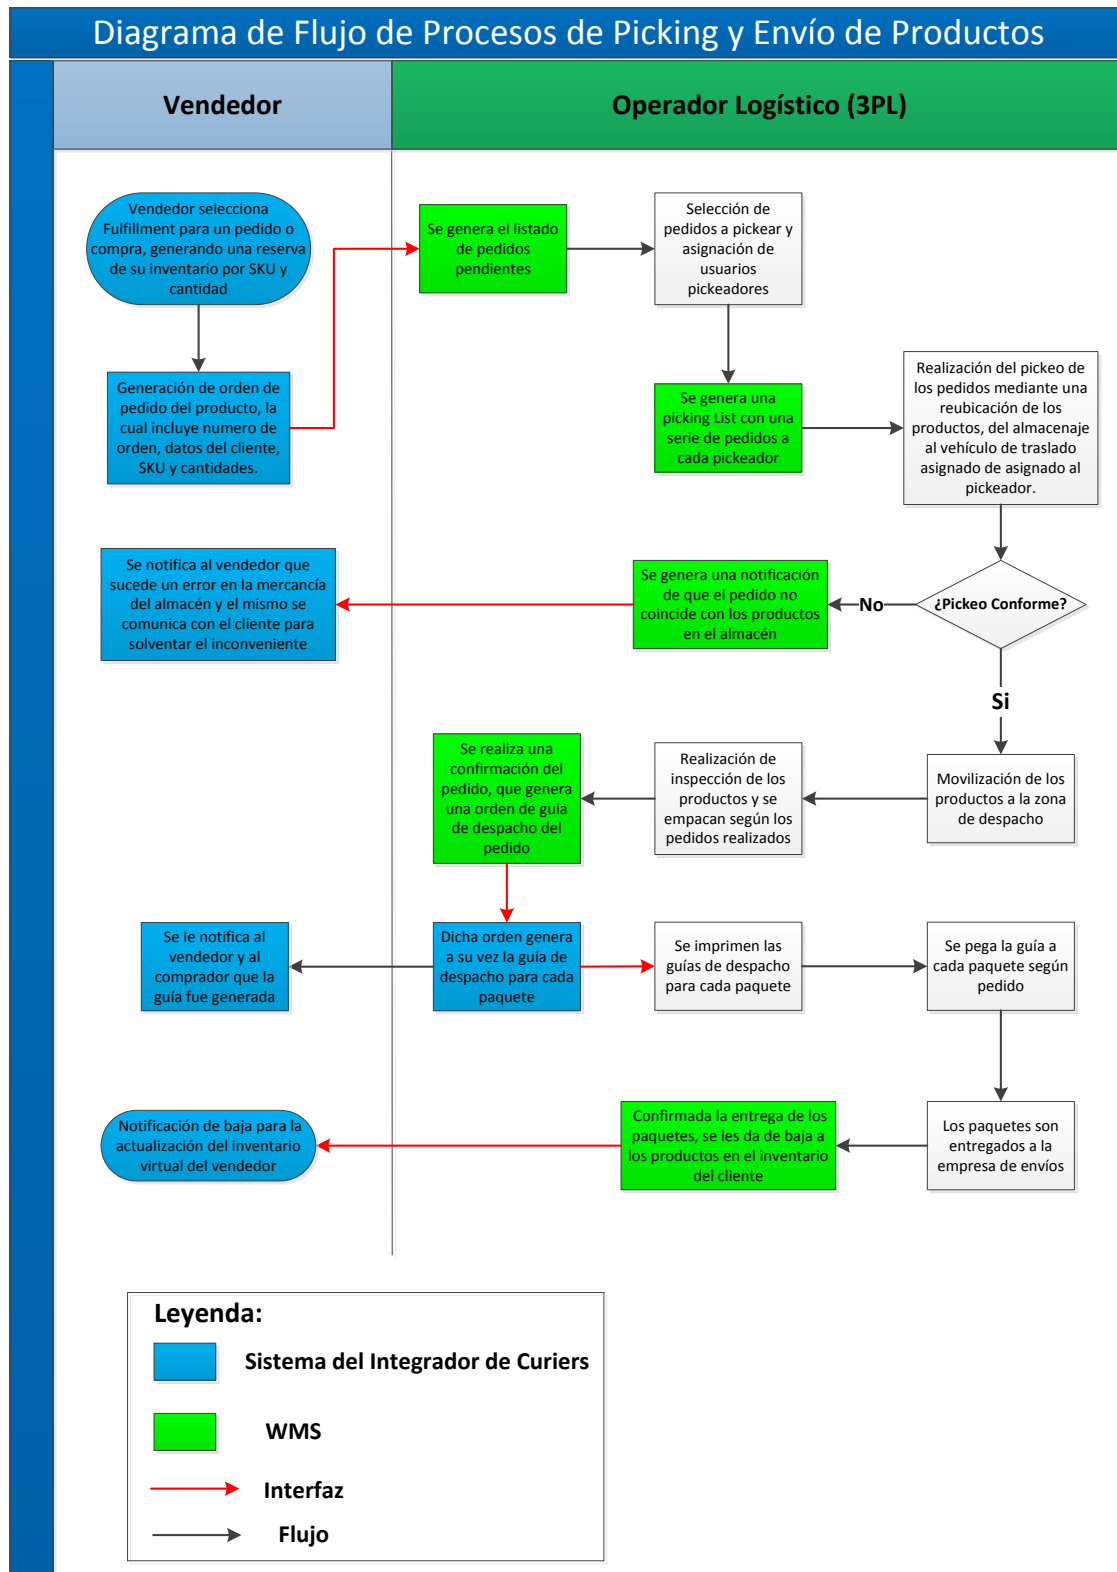 Diagrama de Flujo de Procesos de Picking y Envío de Productos
Vendedor
Operador Logístico (3PL)
Vendedor selecciona
Fulfillment para un pedido o
compra, generando una reserva
de su inventario por SKU y
cantidad
Se genera el listado
de pedidos
pendientes
Selección de
pedidos a pickear y
asignación de
usuarios
pickeadores
Generación de orden de
pedido del producto, la
cual incluye numero de
orden, datos del cliente,
SKU y cantidades.
Se genera una
picking List con una
serie de pedidos a
cada pickeador
Realización del pickeo de
los pedidos mediante una
reubicación de los
productos, del almacenaje
al vehículo de traslado
asignado de asignado al
pickeador.
Se notifica al vendedor que
sucede un error en la mercancía
del almacén y el mismo se
comunica con el cliente para
solventar el inconveniente
Se genera una notificación
de que el pedido no
coincide con los productos
en el almacén
No
¿Pickeo Conforme?
Si
Se realiza una
confirmación del
pedido, que genera
una orden de guia
de despacho del
pedido
Realización de
inspección de los
productos y se
empacan según los
pedidos realizados
Movilización de los
productos a la zona
de despacho
Se le notifica al
vendedor y al
comprador que la
guía fue generada
Dicha orden genera
a su vez la guía de
despacho para cada
paquete
Se imprimen las
guías de despacho
para cada paquete
Se pega la guía a
cada paquete según
pedido
Notificación de baja para la
actualización del inventario
virtual del vendedor
Confirmada la entrega de los
paquetes, se les da de baja a
los productos en el inventario
del cliente
Los paquetes son
entregados a la
empresa de envíos
Leyenda:
Sistema del Integrador de Curiers
WMS
Interfaz
Flujo